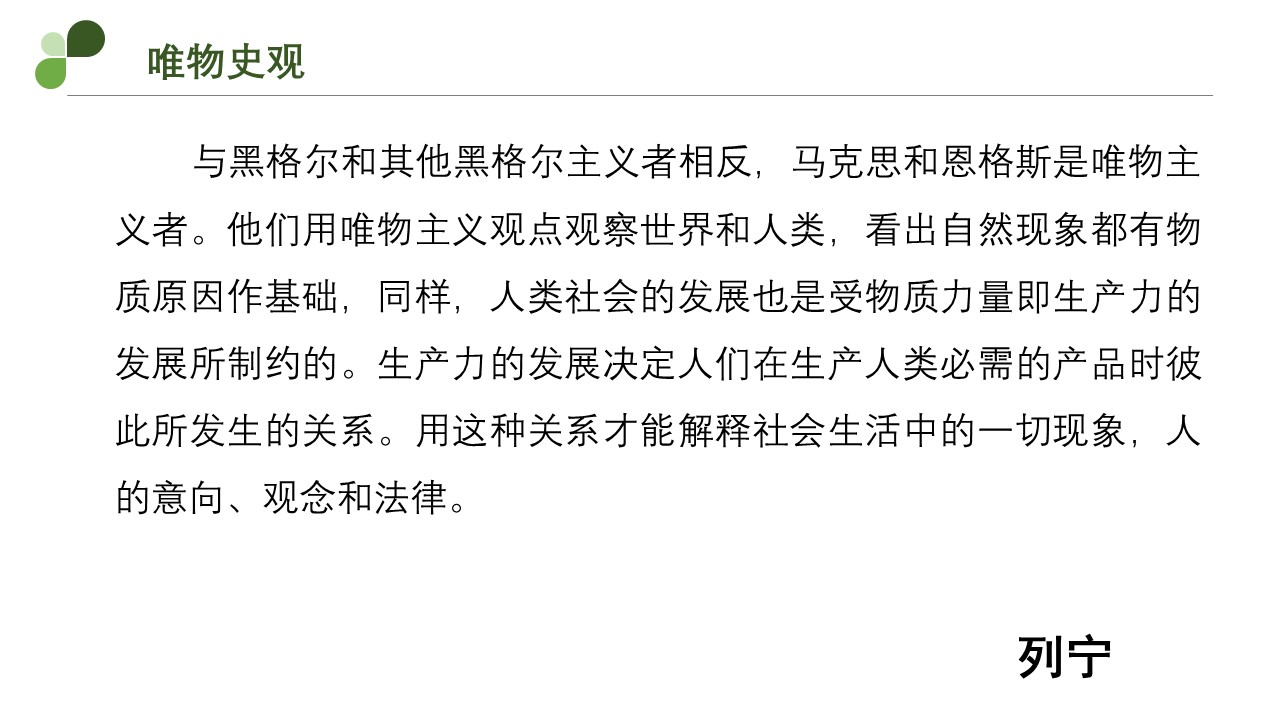 唯物史观
与黑格尔和其他黑格尔主义者相反，马克思和恩格斯是唯物主
义者。他们用唯物主义观点观察世界和人类，看出自然现象都有物
质原因作基础，同样，人类社会的发展也是受物质力量即生产力的
发展所制约的。生产力的发展决定人们在生产人类必需的产品时彼
此所发生的关系。用这种关系才能解释社会生活中的一切现象，人
的意向、观念和法律。
列宁